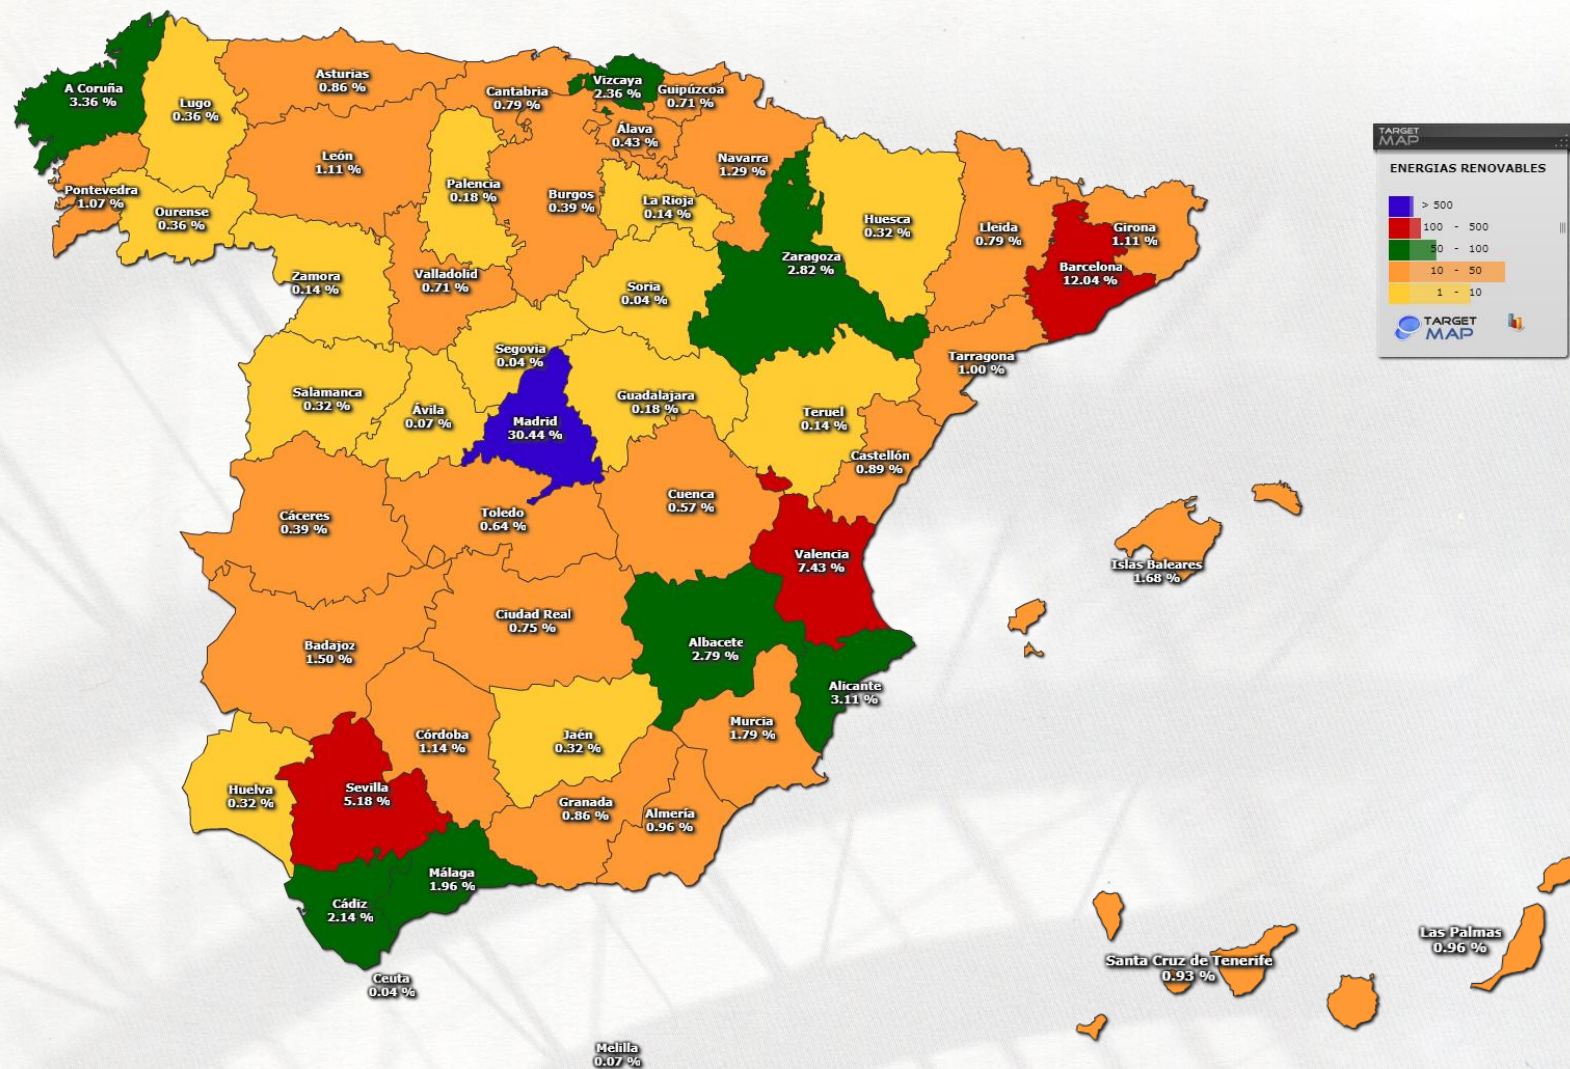 A Coruña
3.36 %
Lugo
0.36 %
Asturias
0.86 %
Cantabria
0.79 %
Vizcaya
2.36 %
Guipúzcoa
0.71 %
Álava
0.43 %
Navarra
1.29 %
León
1.11 %
Palencia
0.18 %
Burgos
0.39 %
La Rioja
0.14 %
Pontevedra
1.07 %
Ourense
0.36 %
Huesca
0.32 %
Lleida
0.79 %
Girona
1.11 %
Barcelona
12.04 %
Zaragoza
2.82 %
Zamora
0.14 %
Valladolid
0.71 %
Soria
0.04 %
Segovia
0.04 %
Tarragona
1.00 %
Salamanca
0.32 %
Ávila
0.07 %
Madrid
30.44 %
Guadalajara
0.18 %
Teruel
0.14 %
Castellón
0.89 %
Cáceres
0.39 %
Toledo
0.64 %
Cuenca
0.57 %
Valencia
7.43 %
Islas Baleares
1.68 %
Badajoz
1.50 %
Ciudad Real
0.75 %
Albacete
2.79 %
Alicante
3.11 %
Córdoba
1.14 %
Jaén
0.32 %
Murcia
1.79 %
Huelva
0.32 %
Sevilla
5.18 %
Granada
0.86 %
Almería
0.96 %
Málaga
1.96 %
Cádiz
2.14 %
Ceuta
0.04 %
Melilla
0.07 %
Santa Cruz de Tenerife
0.93 %
Las Palmas
0.96 %
TARGET
MAP
ENERGIAS RENOVABLES
> 500
100 - 500
50 - 100
10 - 50
1 - 10
TARGET
MAP